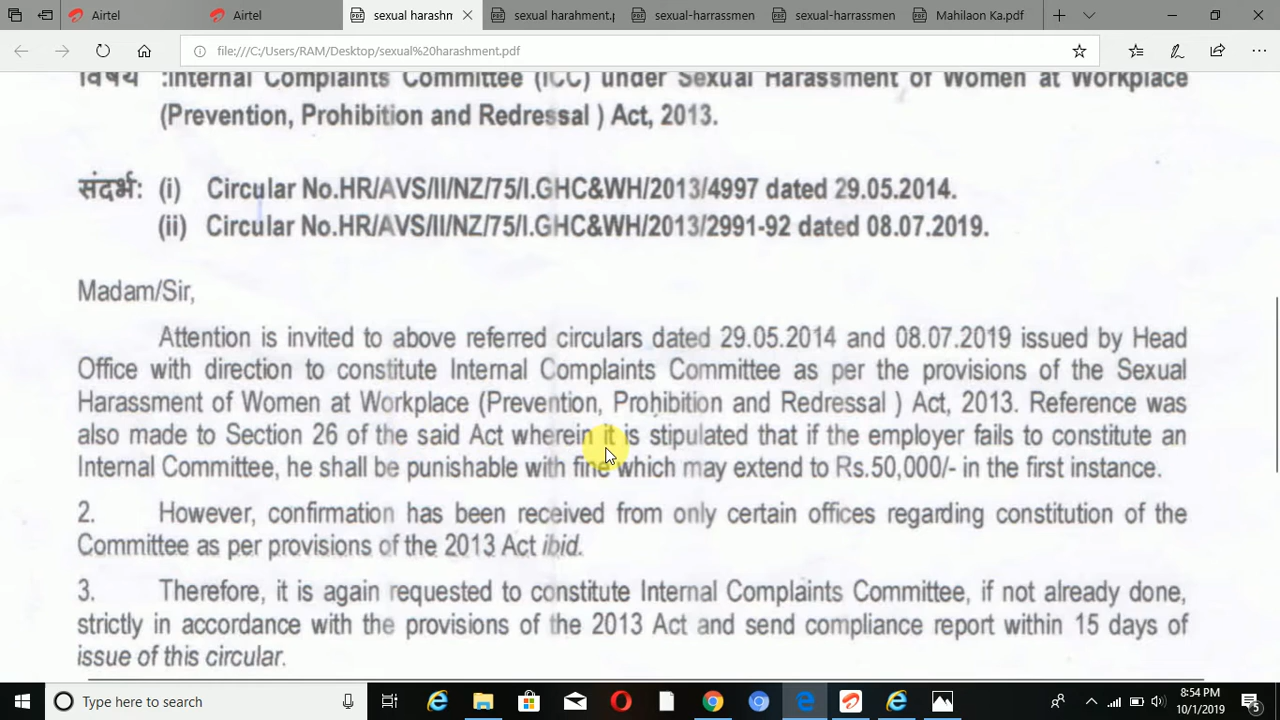 Airtel
Airtel
sexual harashm
sexual harahment.p
sexual-harrassmen
sexual-harrassmen
Mahilaon Ka.pdf
file:///C:/Users/RAM/Desktop/sexual%20harashment.pdf
विषय :Internal Complaints Committee (ICC) under Sexual Harassment of Women at Workplace
(Prevention, Prohibition and Redressal ) Act, 2013.
संदर्भ: (i) Circular No.HR/AVS/II/NZ/75/I.GHC&WH/2013/4997 dated 29.05.2014.
(ii) Circular No.HR/AVS/II/NZ/75/I.GHC&WH/2013/2991-92 dated 08.07.2019.
Madam/Sir,
Attention is invited to above referred circulars dated 29.05.2014 and 08.07.2019 issued by Head
Office with direction to constitute Internal Complaints Committee as per the provisions of the Sexual
Harassment of Women at Workplace (Prevention, Prohibition and Redressal ) Act, 2013. Reference was
also made to Section 26 of the said Act wherein it is stipulated that if the employer fails to constitute an
Internal Committee, he shall be punishable with fine which may extend to Rs.50,000/- in the first instance.
2. However, confirmation has been received from only certain offices regarding constitution of the
Committee as per provisions of the 2013 Act ibid.
3. Therefore, it is again requested to constitute Internal Complaints Committee, if not already done,
strictly in accordance with the provisions of the 2013 Act and send compliance report within 15 days of
issue of this circular.
Type here to search
8:54 PM
10/1/2019
5